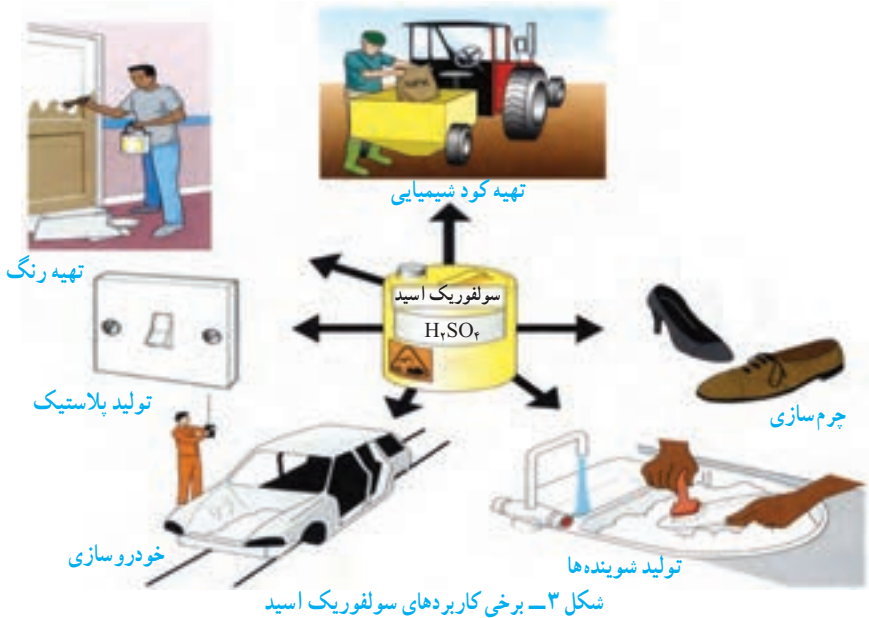 تهیه کود شیمیایی
تهیه رنگ
سولفوریک اسید
H₂SO₄
تولید پلاستیک
چرم‌سازی
خودروسازی
تولید شوینده‌ها
شکل ۳ــ برخی کاربردهای سولفوریک اسید